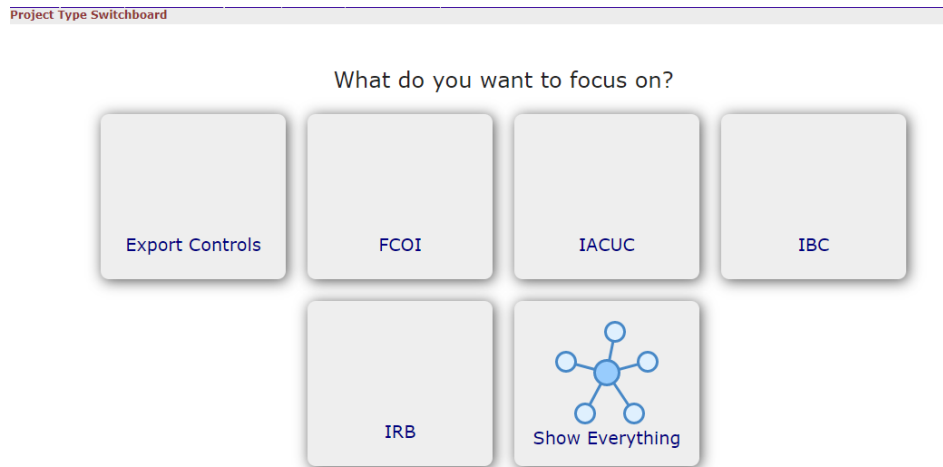 Project Type Switchboard
What do you want to focus on?
Export Controls
FCOI
IACUC
IBC
IRB
Show Everything